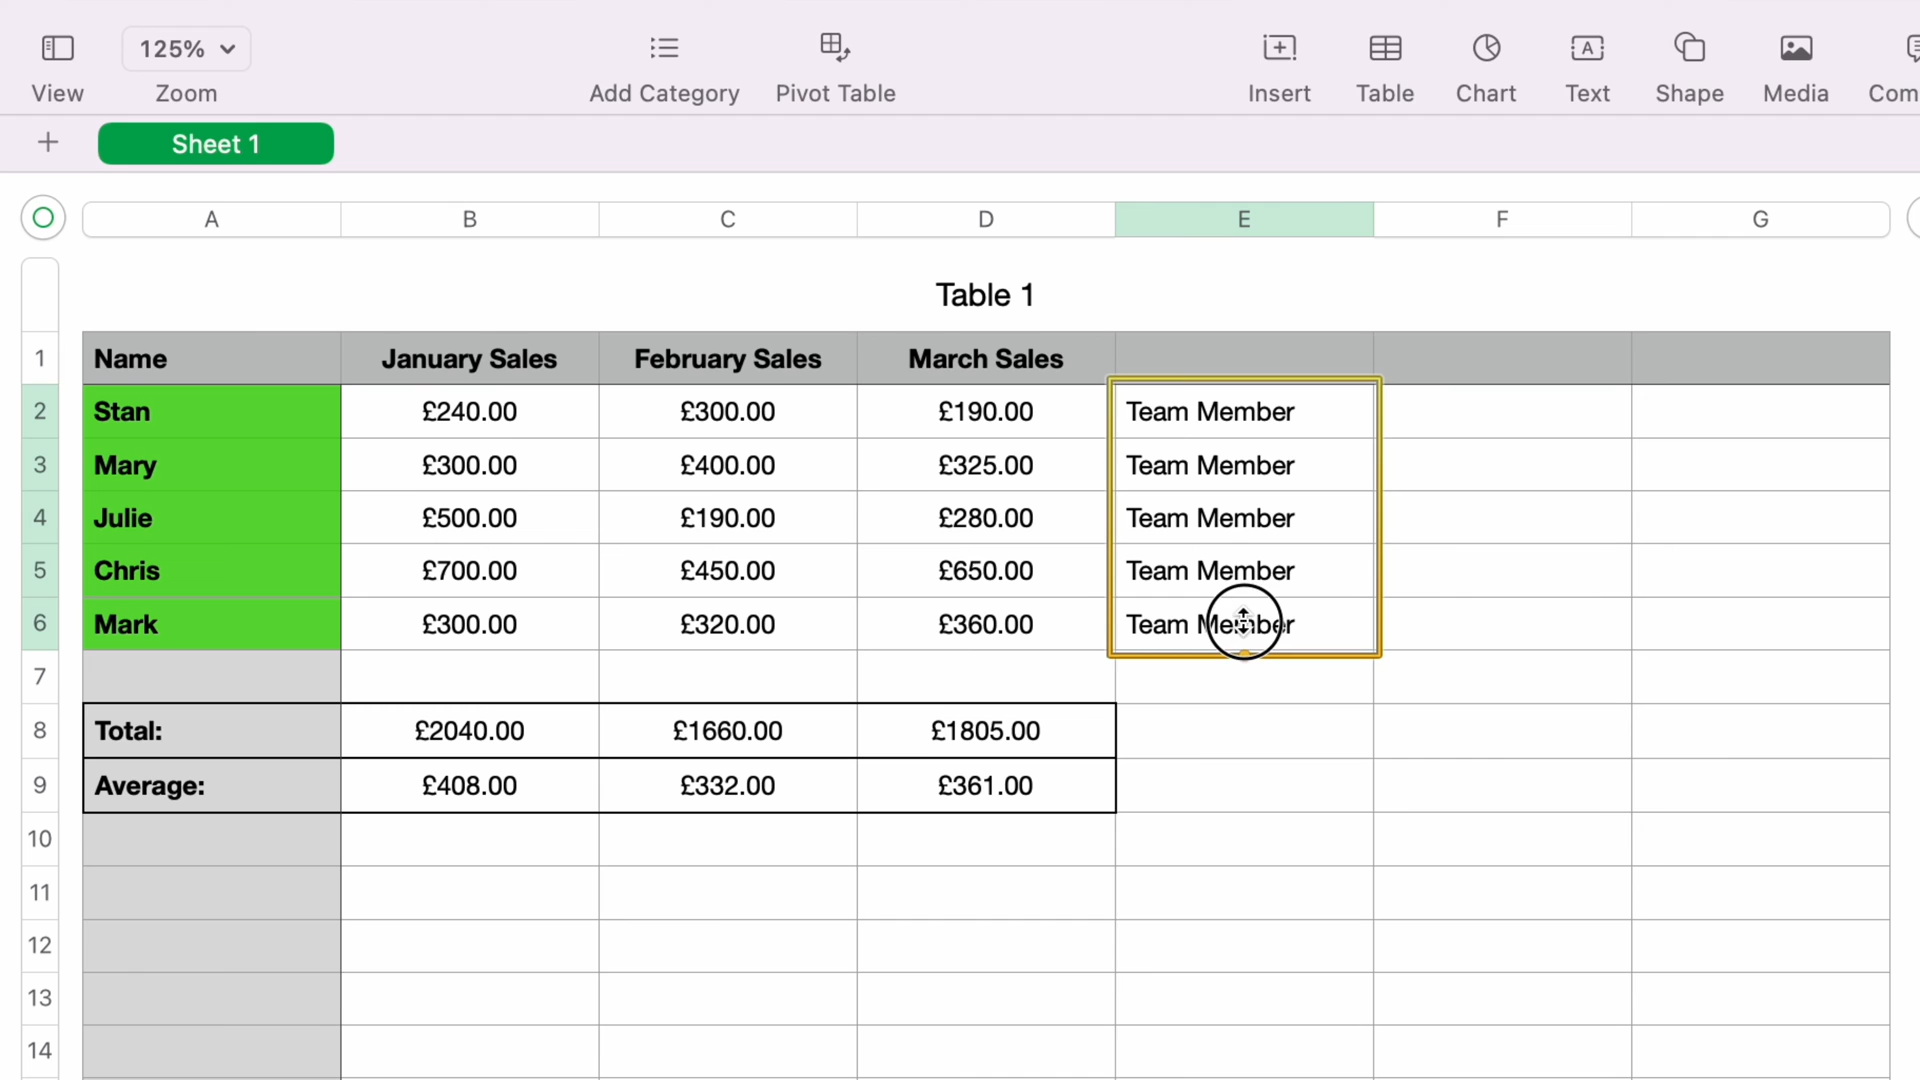 125%
View Zoom Add Category Pivot Table Insert Table Chart Text Shape Media Com
Sheet 1
A B C D E F G
Table 1
1 Name January Sales February Sales March Sales
2 Stan £240.00 £300.00 £190.00 Team Member
3 Mary £300.00 £400.00 £325.00 Team Member
4 Julie £500.00 £190.00 £280.00 Team Member
5 Chris £700.00 £450.00 £650.00 Team Member
6 Mark £300.00 £320.00 £360.00 Team Member
7
8 Total: £2040.00 £1660.00 £1805.00
9 Average: £408.00 £332.00 £361.00
10
11
12
13
14